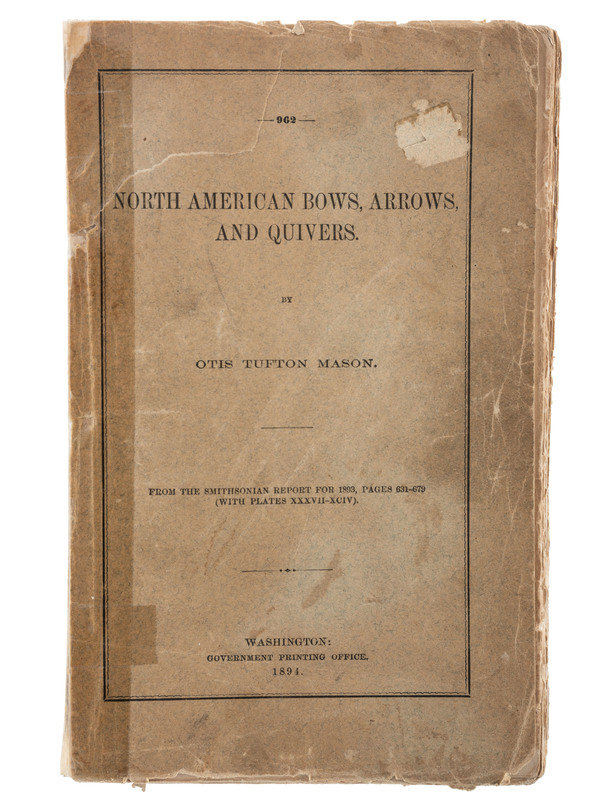 —962—
NORTH AMERICAN BOWS, ARROWS,
AND QUIVERS.
BY
OTIS TUFTON MASON.
FROM THE SMITHSONIAN REPORT FOR 1893, PAGES 631–679
(WITH PLATES XXXVII–XCIV).
WASHINGTON:
GOVERNMENT PRINTING OFFICE.
1894.